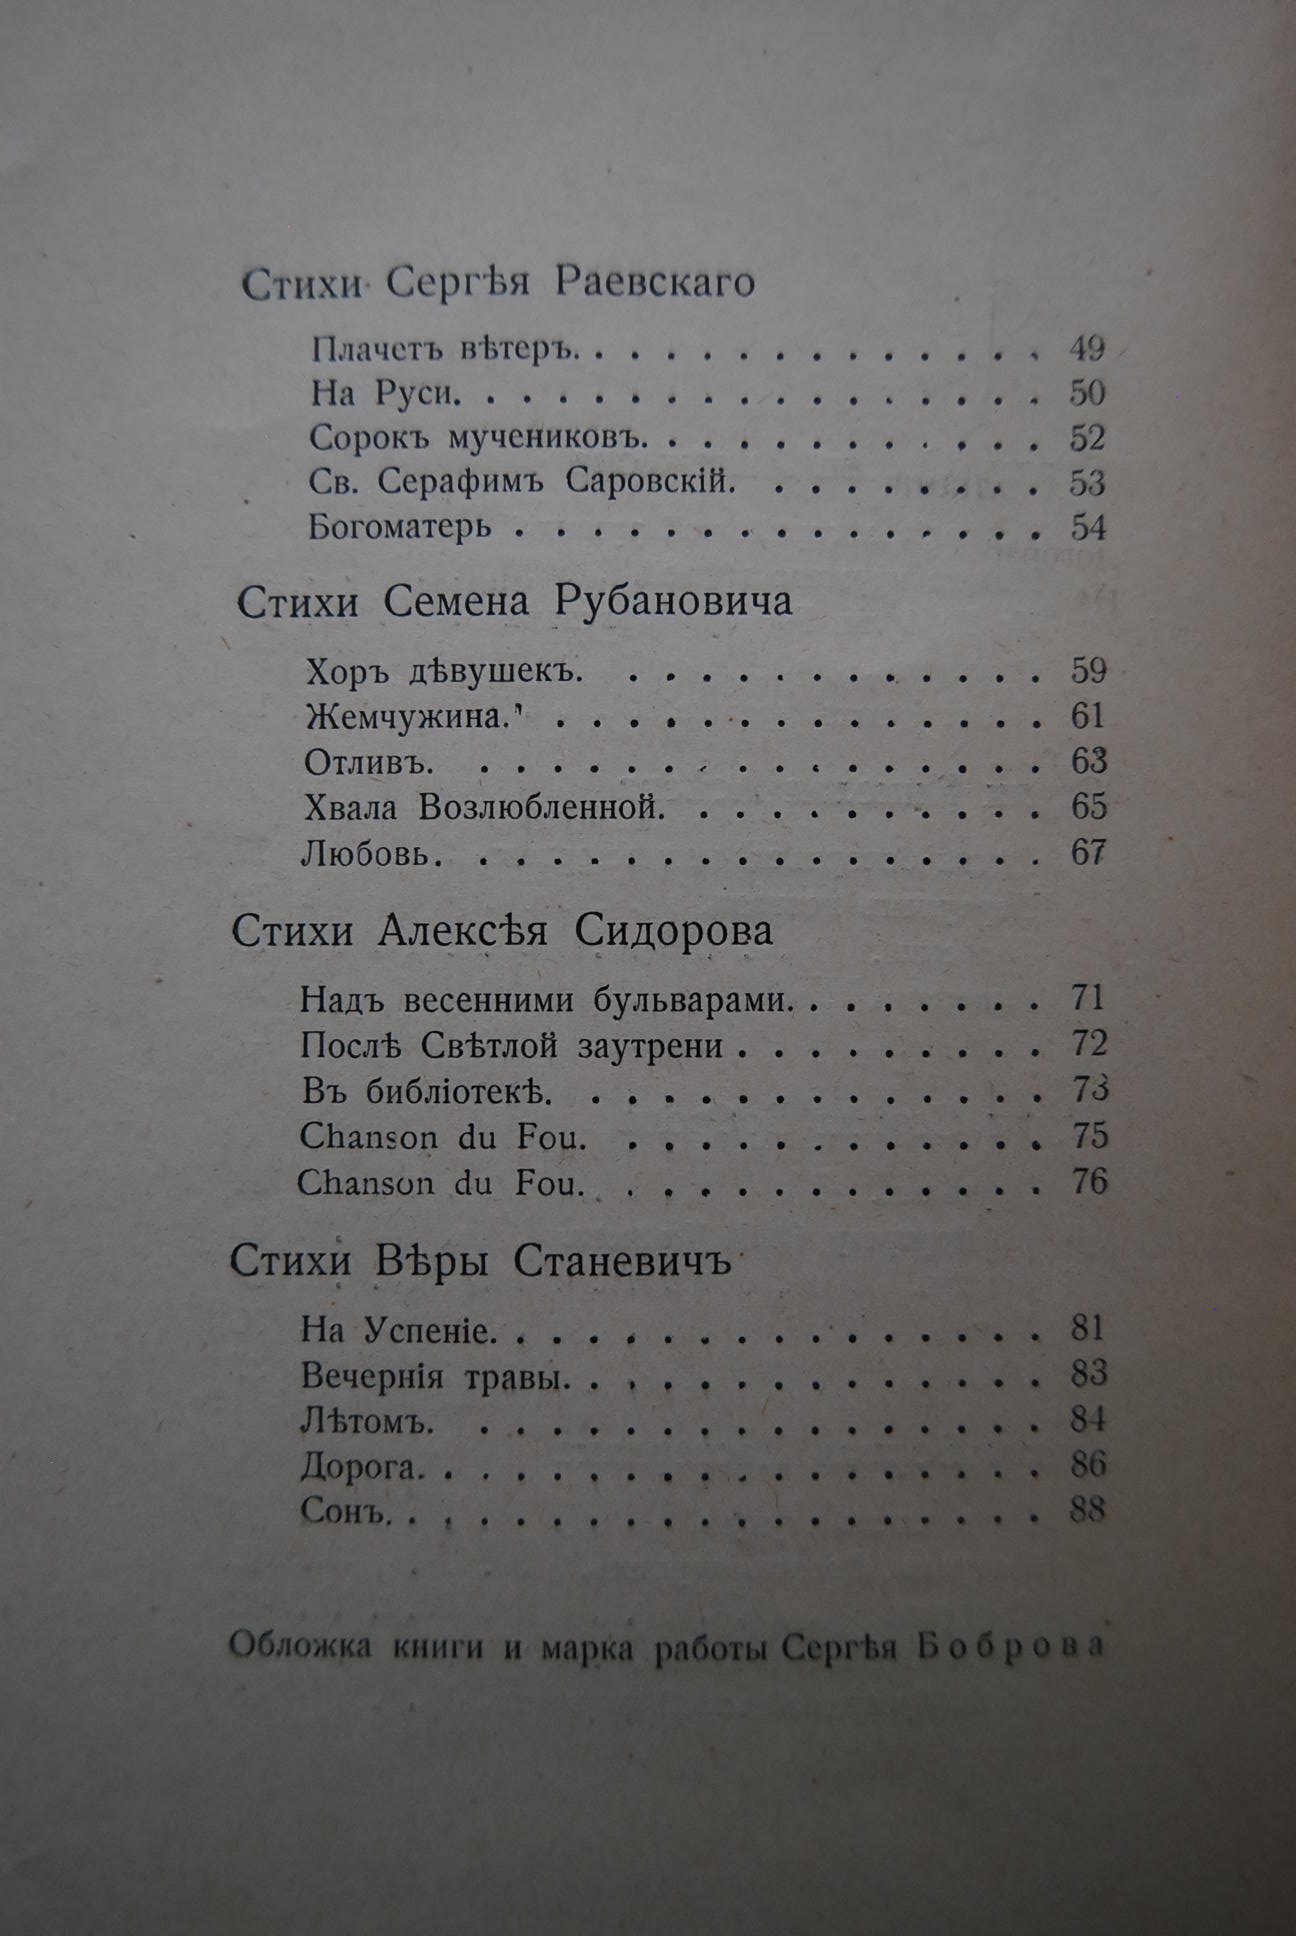 Стихи Сергѣя Раевскаго
Плачетъ вѣтеръ. . . . . . . . . . . . . . 49
На Руси. . . . . . . . . . . . . . . . . 50
Сорокъ мучениковъ. . . . . . . . . . . . 52
Св. Серафимъ Саровскій. . . . . . . . . 53
Богоматерь . . . . . . . . . . . . . . . 54
Стихи Семена Рубановича
Хоръ дѣвушекъ. . . . . . . . . . . . . 59
Жемчужина. . . . . . . . . . . . . . . 61
Отливъ. . . . . . . . . . . . . . . . . 63
Хвала Возлюбленной. . . . . . . . . . . 65
Любовь. . . . . . . . . . . . . . . . . 67
Стихи Алексѣя Сидорова
Надъ весенними бульварами. . . . . . . . 71
Послѣ Свѣтлой заутрени . . . . . . . . . 72
Въ библіотекѣ. . . . . . . . . . . . . . 73
Chanson du Fou. . . . . . . . . . . . . 75
Chanson du Fou. . . . . . . . . . . . . 76
Стихи Вѣры Станевичъ
На Успеніе. . . . . . . . . . . . . . . . 81
Вечернія травы. . . . . . . . . . . . . . 83
Лѣтомъ. . . . . . . . . . . . . . . . . 84
Дорога. . . . . . . . . . . . . . . . . . 86
Сонъ. . . . . . . . . . . . . . . . . . . 88
Обложка книги и марка работы Сергѣя Боброва